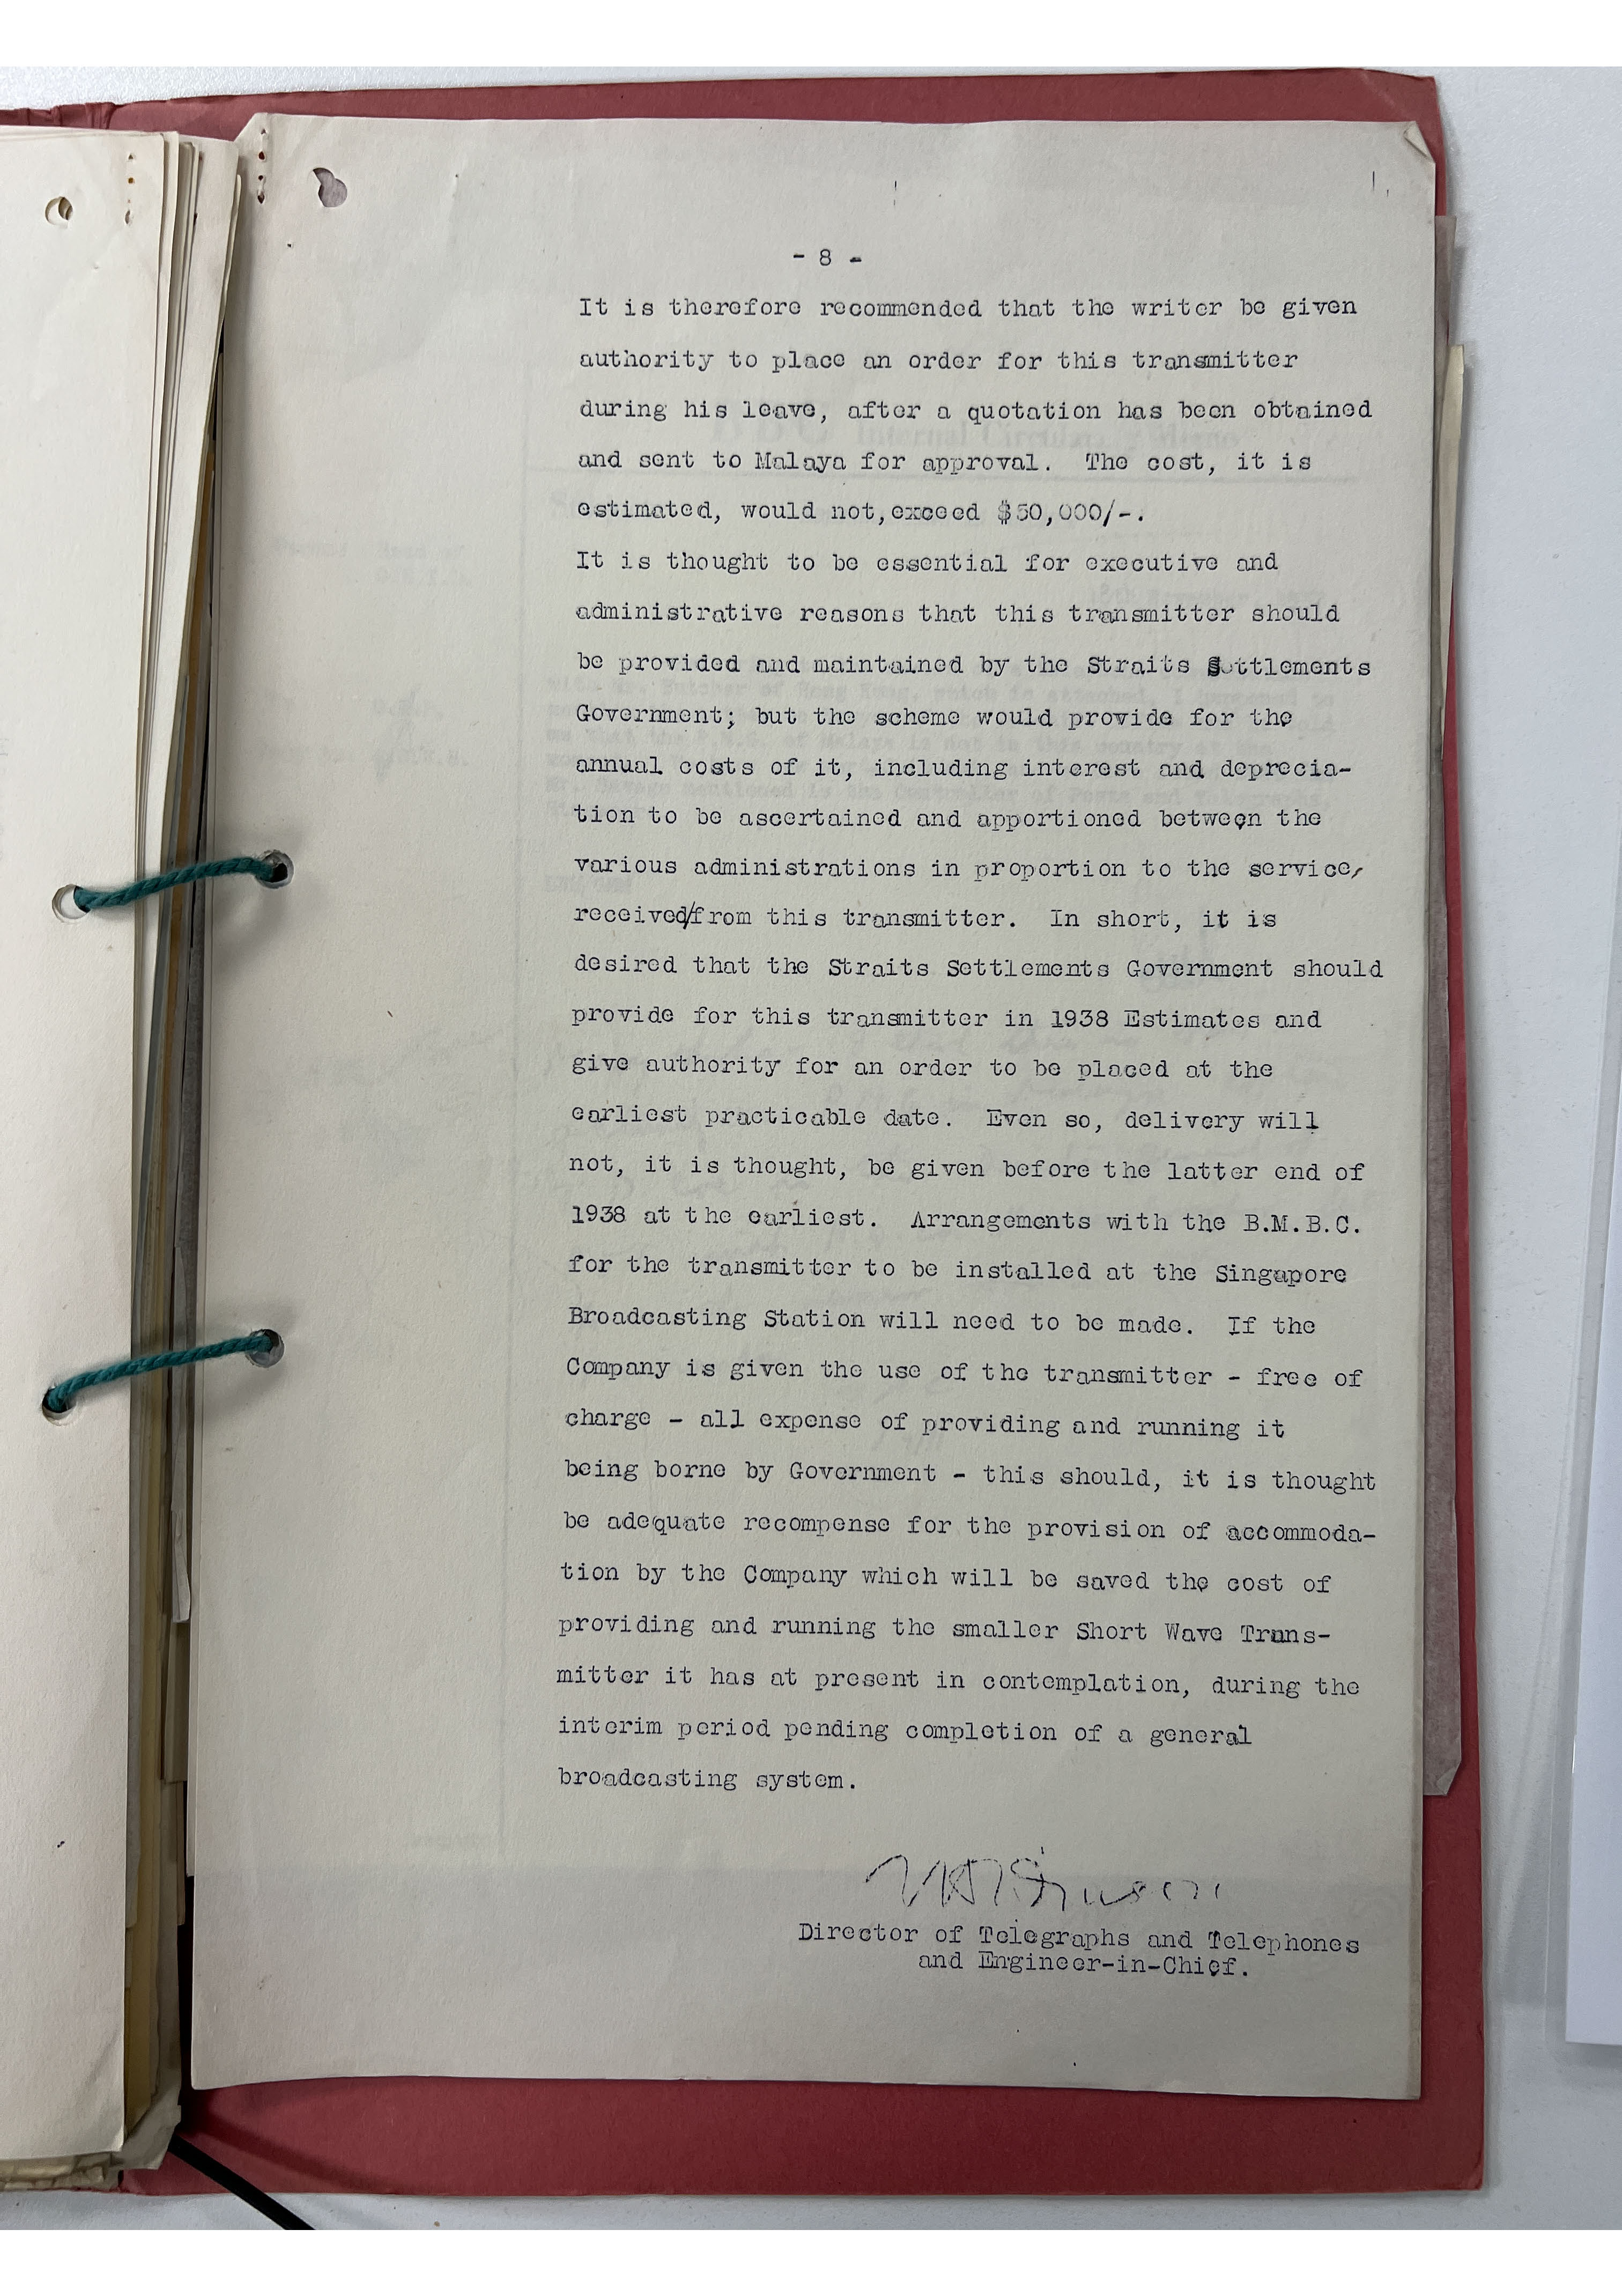 - 8 -
It is therefore recommended that the writer be given
authority to place an order for this transmitter
during his leave, after a quotation has been obtained
and sent to Malaya for approval. The cost, it is
estimated, would not, exceed $50,000/-.
It is thought to be essential for executive and
administrative reasons that this transmitter should
be provided and maintained by the Straits Settlements
Government; but the scheme would provide for the
annual costs of it, including interest and deprecia-
tion to be ascertained and apportioned between the
various administrations in proportion to the service,
received/from this transmitter. In short, it is
desired that the Straits Settlements Government should
provide for this transmitter in 1938 Estimates and
give authority for an order to be placed at the
earliest practicable date. Even so, delivery will
not, it is thought, be given before the latter end of
1938 at the earliest. Arrangements with the B.M.B.C.
for the transmitter to be installed at the Singapore
Broadcasting Station will need to be made. If the
Company is given the use of the transmitter - free of
charge - all expense of providing and running it
being borne by Government - this should, it is thought
be adequate recompense for the provision of accommoda-
tion by the Company which will be saved the cost of
providing and running the smaller Short Wave Trans-
mitter it has at present in contemplation, during the
interim period pending completion of a general
broadcasting system.
Director of Telegraphs and Telephones
and Engineer-in-Chief.